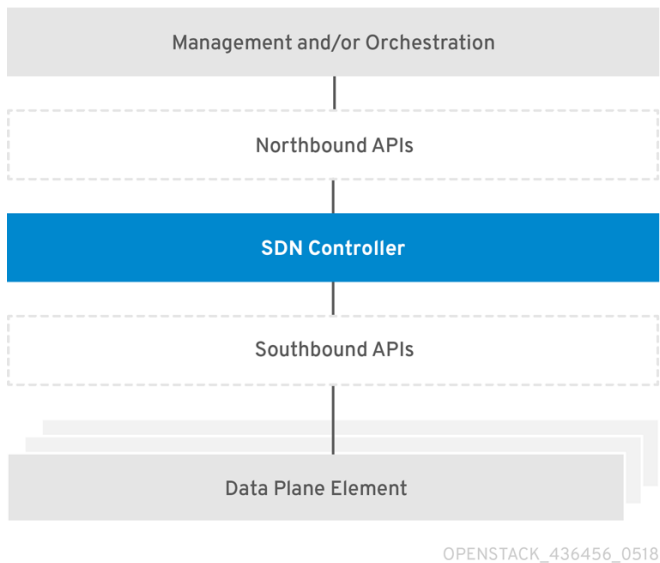 Management and/or Orchestration
Northbound APIs
SDN Controller
Southbound APIs
Data Plane Element
OPENSTACK_436456_0518